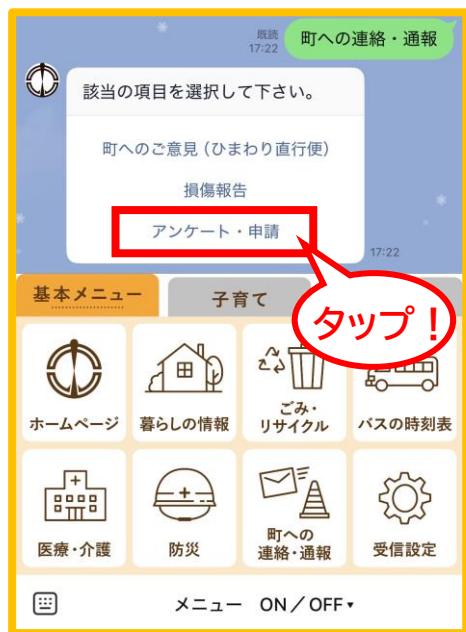 既読
17:22
町への連絡・通報
該当の項目を選択して下さい。
町へのご意見(ひまわり直行便)
損傷報告
アンケート・申請
17:22
タップ!
基本メニュー
子育て
ホームページ
暮らしの情報
ごみ・
リサイクル
バスの時刻表
医療・介護
防災
町への
連絡・通報
受信設定
メニュー ON/OFF▾